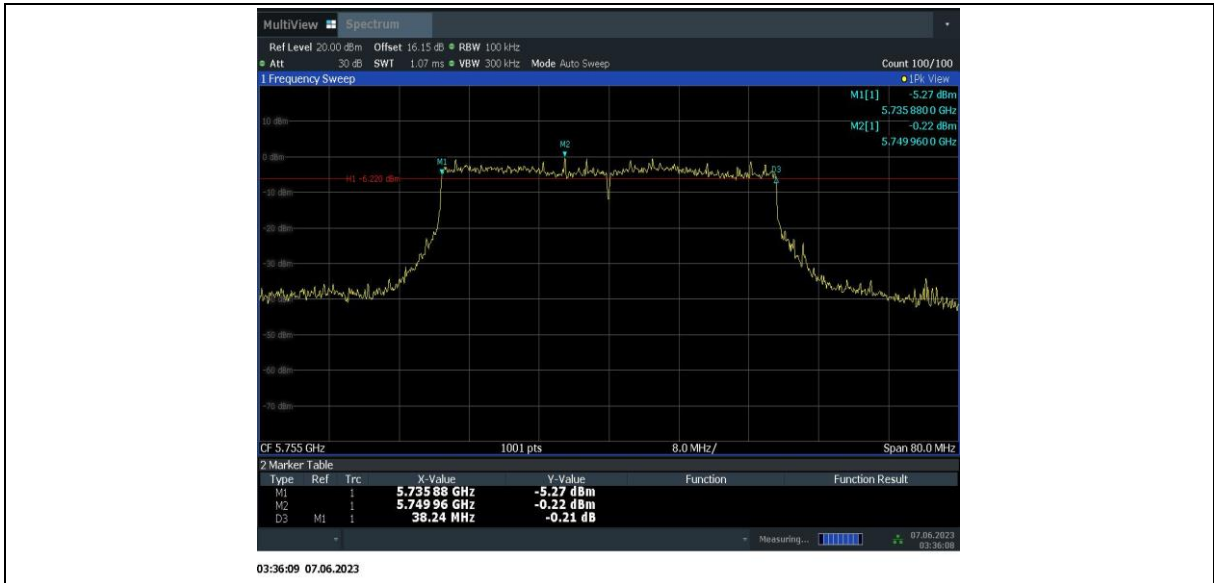 MultiView Spectrum
Ref Level 20.00 dBm Offset 16.15 dB RBW 100 kHz
Att 30 dB SWT 1.07 ms VBW 300 kHz Mode Auto Sweep Count 100/100
1 Frequency Sweep 1Pk View
M1[1] -5.27 dBm
5.735 880 0 GHz
10 dBm
M2[1] -0.22 dBm
5.749 960 0 GHz
M2
0 dBm
M1
D3
H1 -6.220 dBm
-10 dBm
-20 dBm
-30 dBm
-50 dBm
-60 dBm
-70 dBm
CF 5.755 GHz 1001 pts 8.0 MHz/ Span 80.0 MHz
2 Marker Table
Type Ref Trc X-Value Y-Value Function Function Result
M1 1 5.735 88 GHz -5.27 dBm
M2 1 5.749 96 GHz -0.22 dBm
D3 M1 1 38.24 MHz -0.21 dB
Measuring... 07.06.2023
03:36:08
03:36:09 07.06.2023